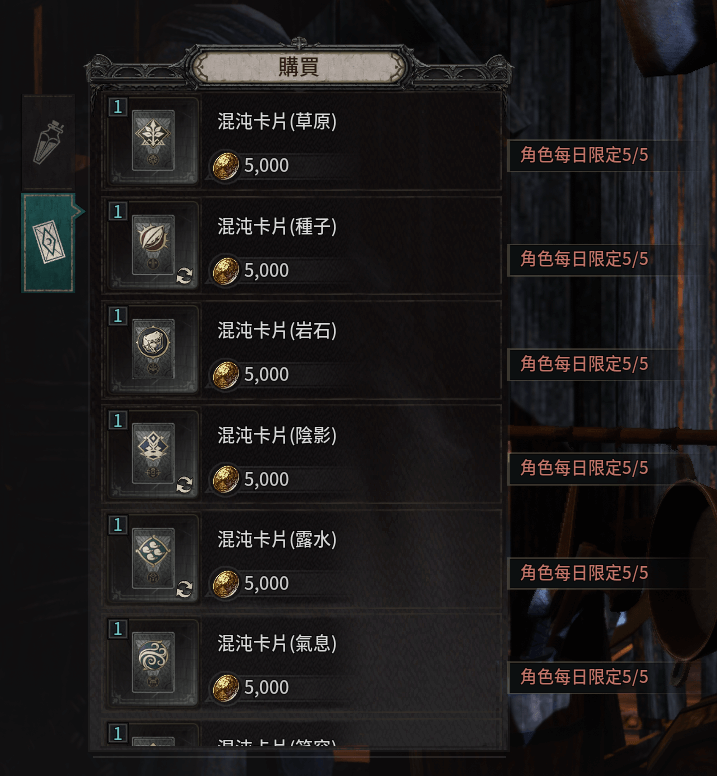 購買
1
混沌卡片(草原)
5,000
角色每日限定5/5
1
混沌卡片(種子)
5,000
角色每日限定5/5
1
混沌卡片(岩石)
5,000
角色每日限定5/5
1
混沌卡片(陰影)
5,000
角色每日限定5/5
1
混沌卡片(露水)
5,000
角色每日限定5/5
1
混沌卡片(氣息)
5,000
角色每日限定5/5
1
混沌卡片(